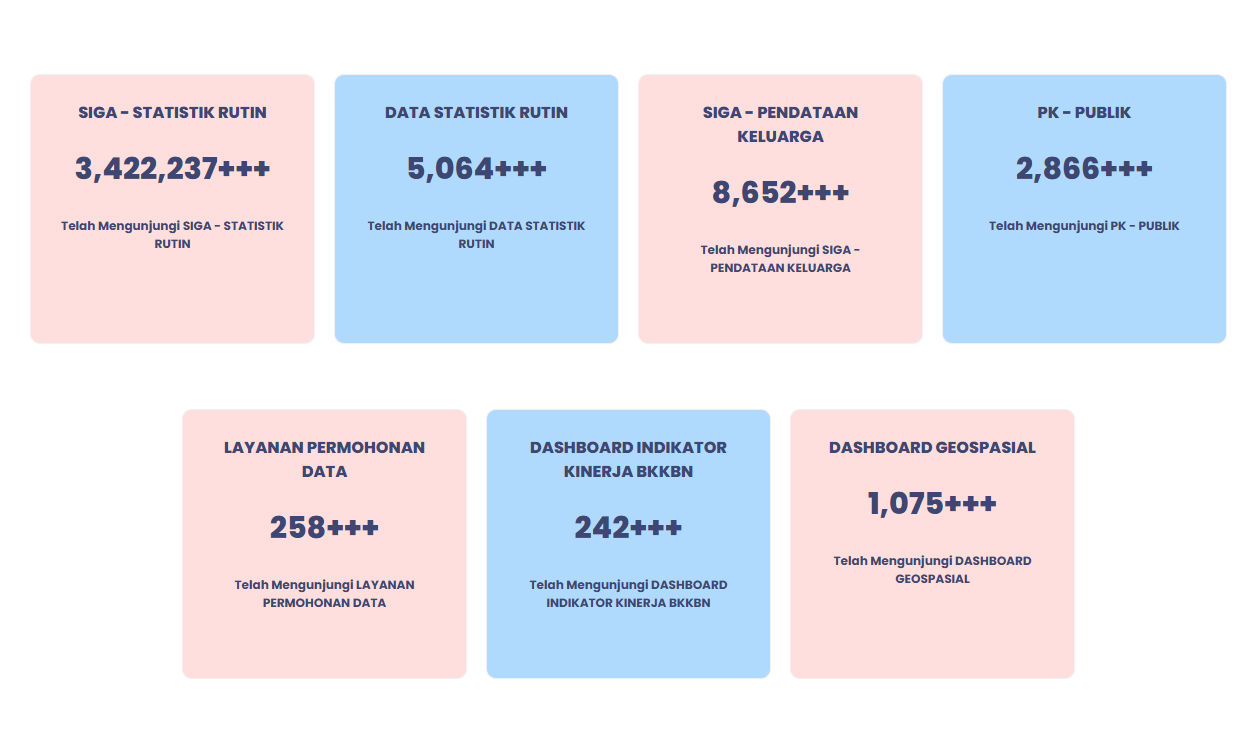 SIGA - STATISTIK RUTIN
3,422,237+++
Telah Mengunjungi SIGA - STATISTIK
RUTIN
DATA STATISTIK RUTIN
5,064+++
Telah Mengunjungi DATA STATISTIK
RUTIN
SIGA - PENDATAAN
KELUARGA
8,652+++
Telah Mengunjungi SIGA -
PENDATAAN KELUARGA
PK - PUBLIK
2,866+++
Telah Mengunjungi PK - PUBLIK
LAYANAN PERMOHONAN
DATA
258+++
Telah Mengunjungi LAYANAN
PERMOHONAN DATA
DASHBOARD INDIKATOR
KINERJA BKKBN
242+++
Telah Mengunjungi DASHBOARD
INDIKATOR KINERJA BKKBN
DASHBOARD GEOSPASIAL
1,075+++
Telah Mengunjungi DASHBOARD
GEOSPASIAL